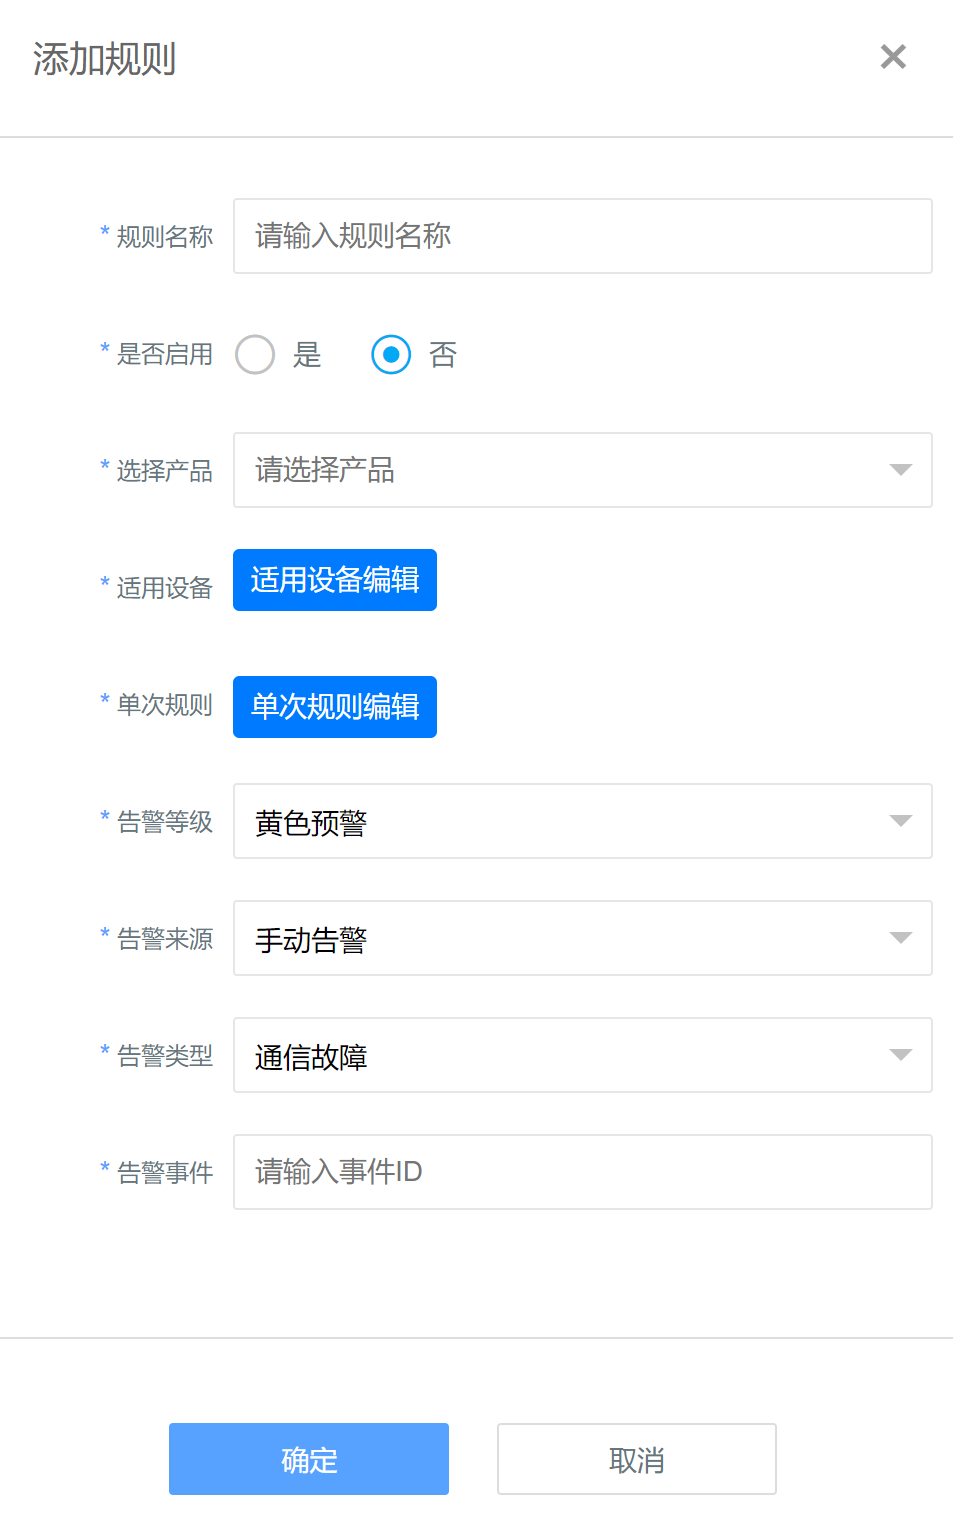 添加规则
* 规则名称 请输入规则名称
* 是否启用 是 否
* 选择产品 请选择产品
* 适用设备 适用设备编辑
* 单次规则 单次规则编辑
* 告警等级 黄色预警
* 告警来源 手动告警
* 告警类型 通信故障
* 告警事件 请输入事件ID
确定 取消